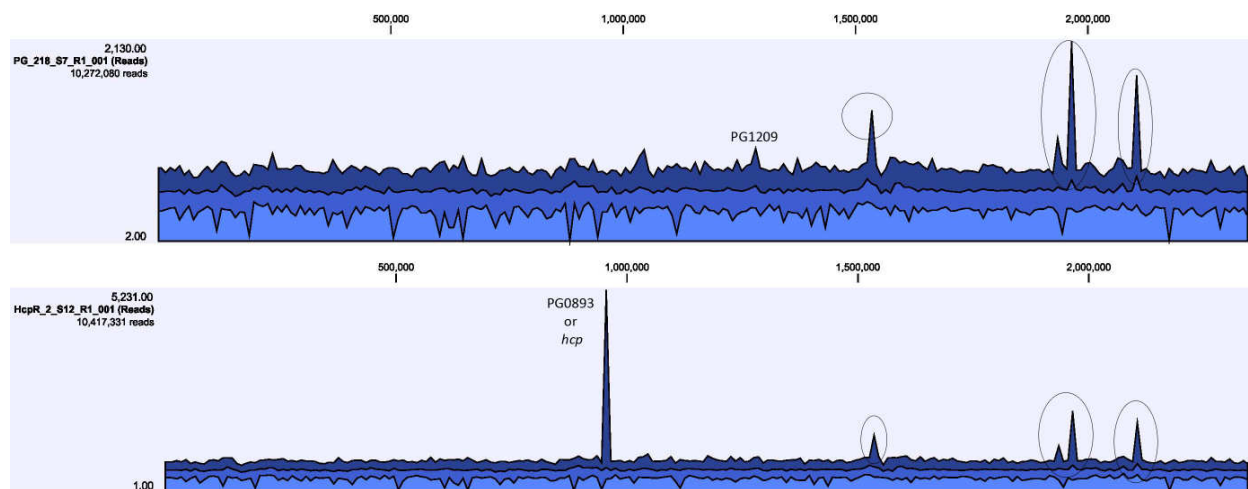 500,000 1,000,000 1,500,000 2,000,000
2,130.00
PG_218_S7_R1_001 (Reads)
10,272,080 reads
PG1209
2.00
500,000 1,000,000 1,500,000 2,000,000
5,231.00
HcpR_2_S12_R1_001 (Reads)
10,417,331 reads
PG0893
or
hcp
1.00